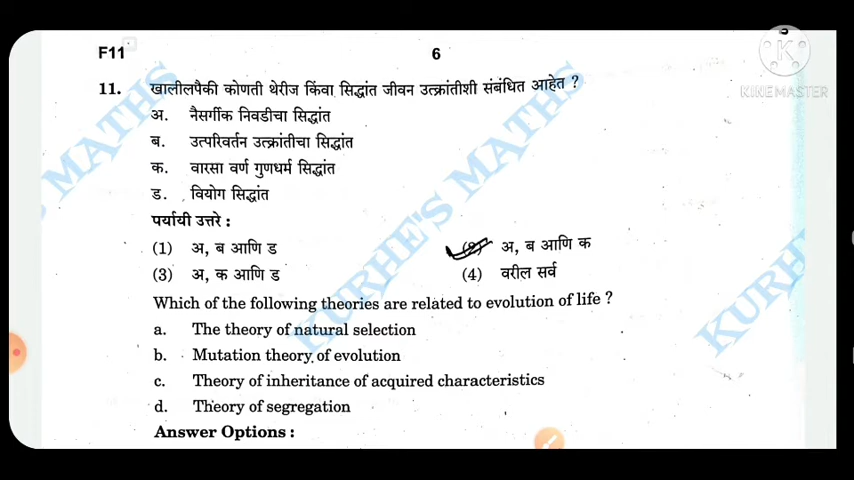 F11
6
KINEMASTER
11. खालीलपैकी कोणती थेरीज किंवा सिद्धांत जीवन उत्क्रांतीशी संबंधित आहेत ?
अ. नैसर्गीक निवडीचा सिद्धांत
ब. उत्परिवर्तन उत्क्रांतीचा सिद्धांत
क. वारसा वर्ण गुणधर्म सिद्धांत
ड. वियोग सिद्धांत
पर्यायी उत्तरे :
(1) अ, ब आणि ड (2) अ, ब आणि क
(3) अ, क आणि ड (4) वरील सर्व
Which of the following theories are related to evolution of life ?
a. The theory of natural selection
b. Mutation theory of evolution
c. Theory of inheritance of acquired characteristics
d. Theory of segregation
Answer Options :
KURHE'S MATHS